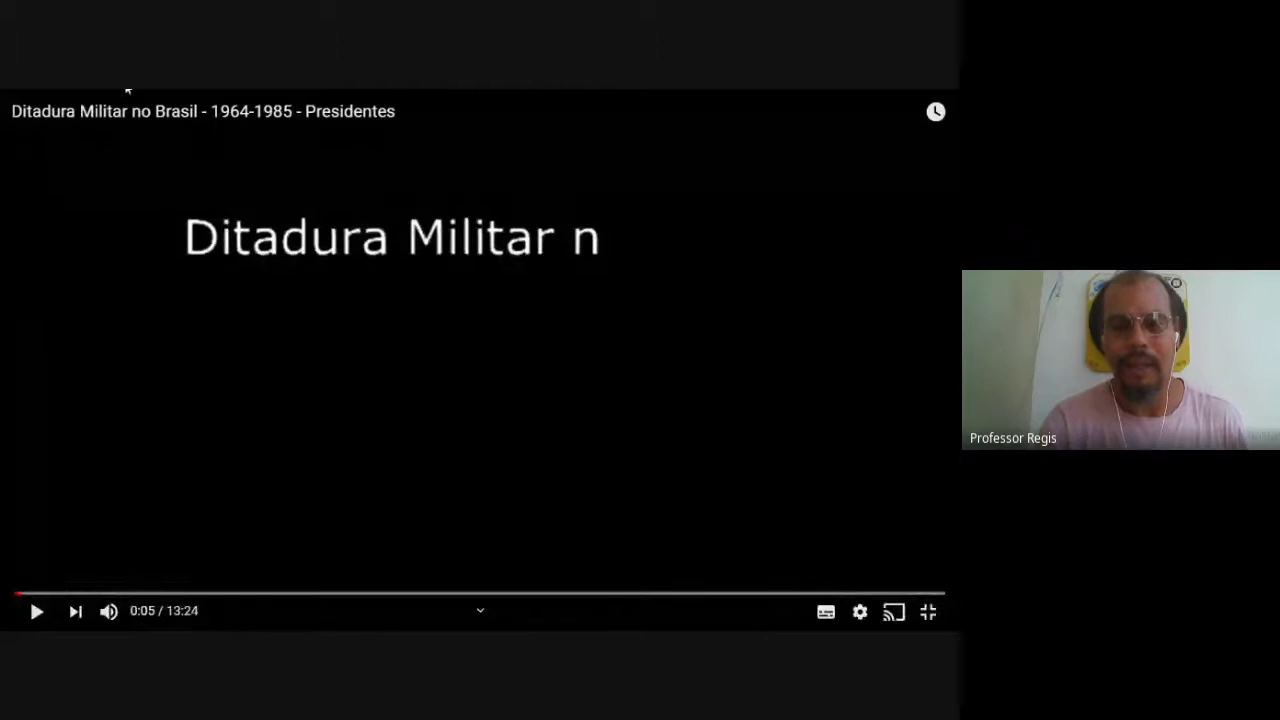 Ditadura Militar no Brasil - 1964-1985 - Presidentes
Ditadura Militar n
Professor Regis
0:05 / 13:24